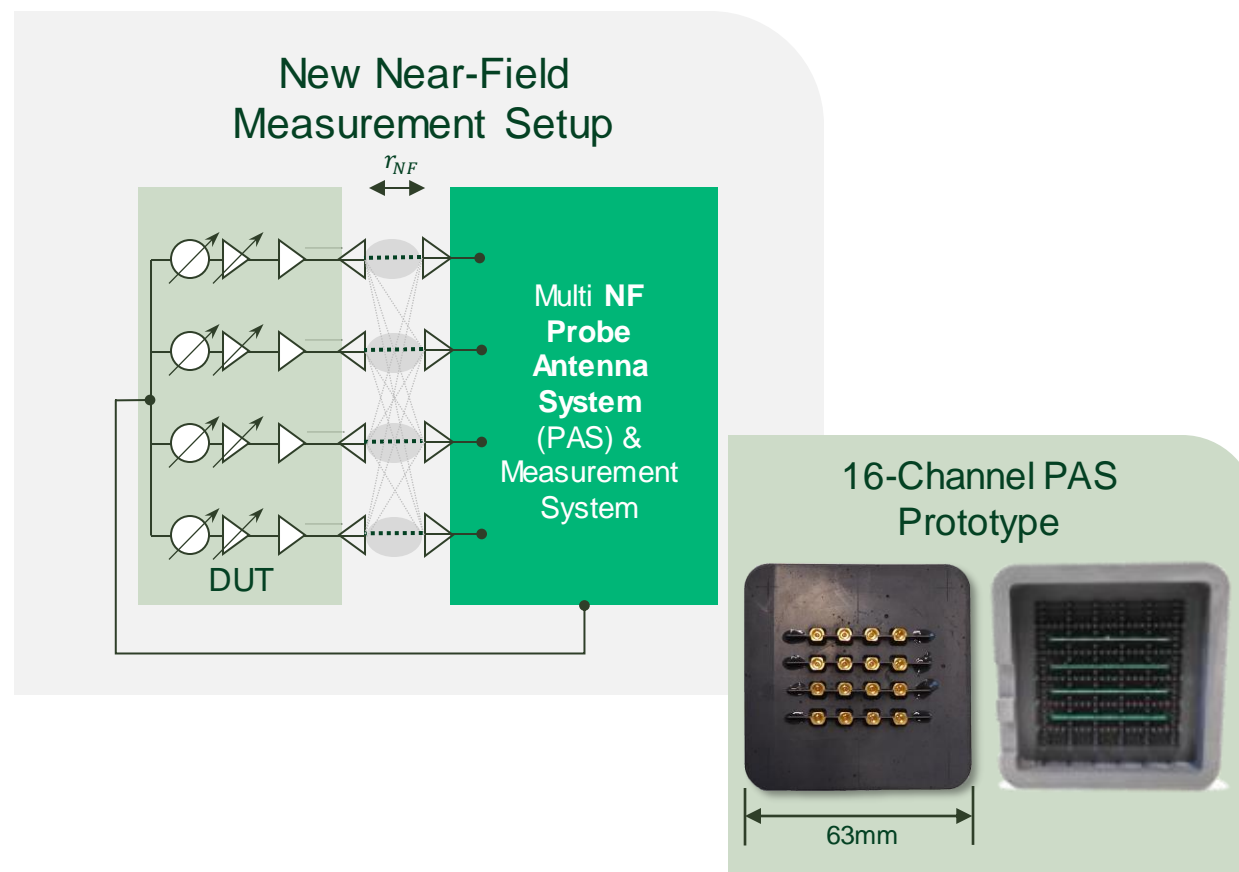 New Near-Field
Measurement Setup
r_NF
Multi NF
Probe
Antenna
System
(PAS) &
Measurement
System
DUT
16-Channel PAS
Prototype
63mm